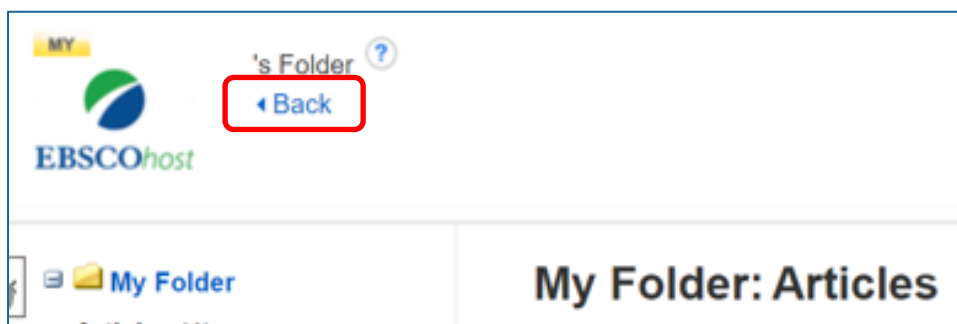 MY
's Folder ?
Back
EBSCOhost
My Folder
My Folder: Articles